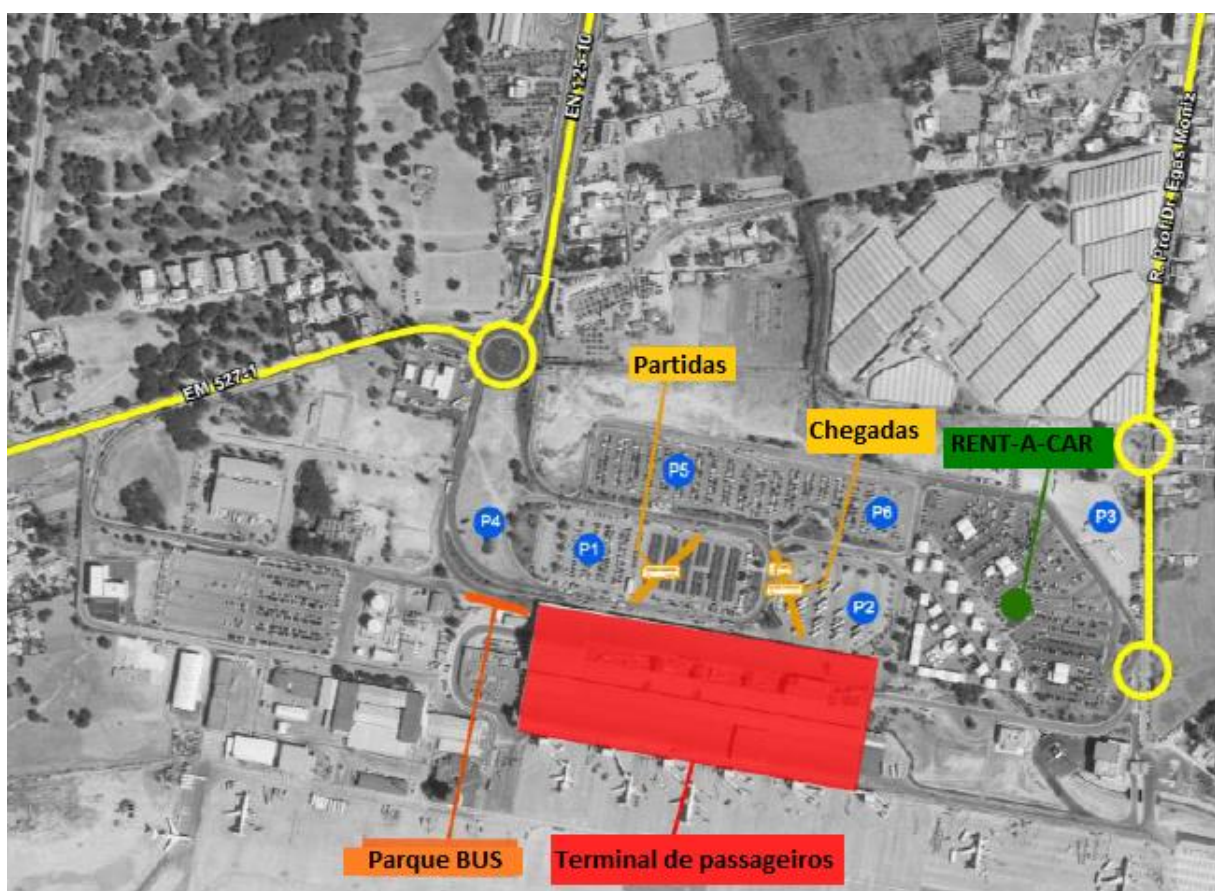 EN 125-10
R. Prof Dr. Egas Moniz
EM 527-1
Partidas
Chegadas
RENT-A-CAR
P5
P6
P3
P4
P1
P2
Parque BUS
Terminal de passageiros